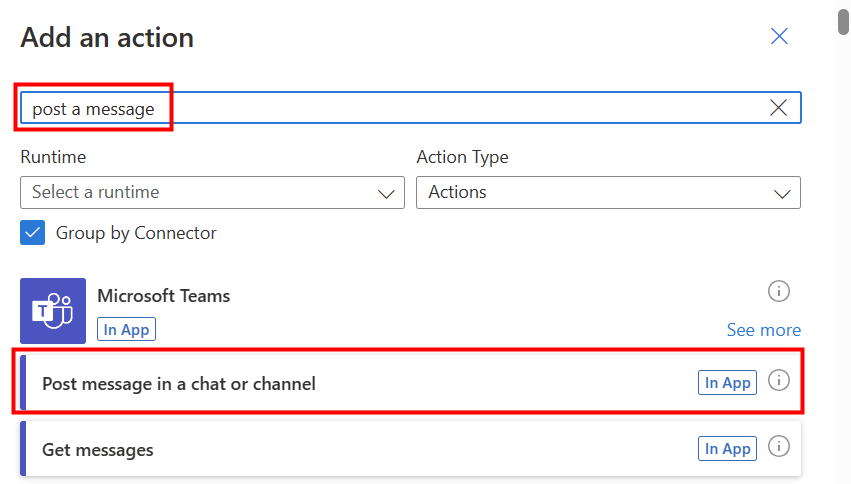 Add an action
post a message
Runtime
Action Type
Select a runtime
Actions
Group by Connector
T
Microsoft Teams
In App
See more
Post message in a chat or channel
In App
Get messages
In App